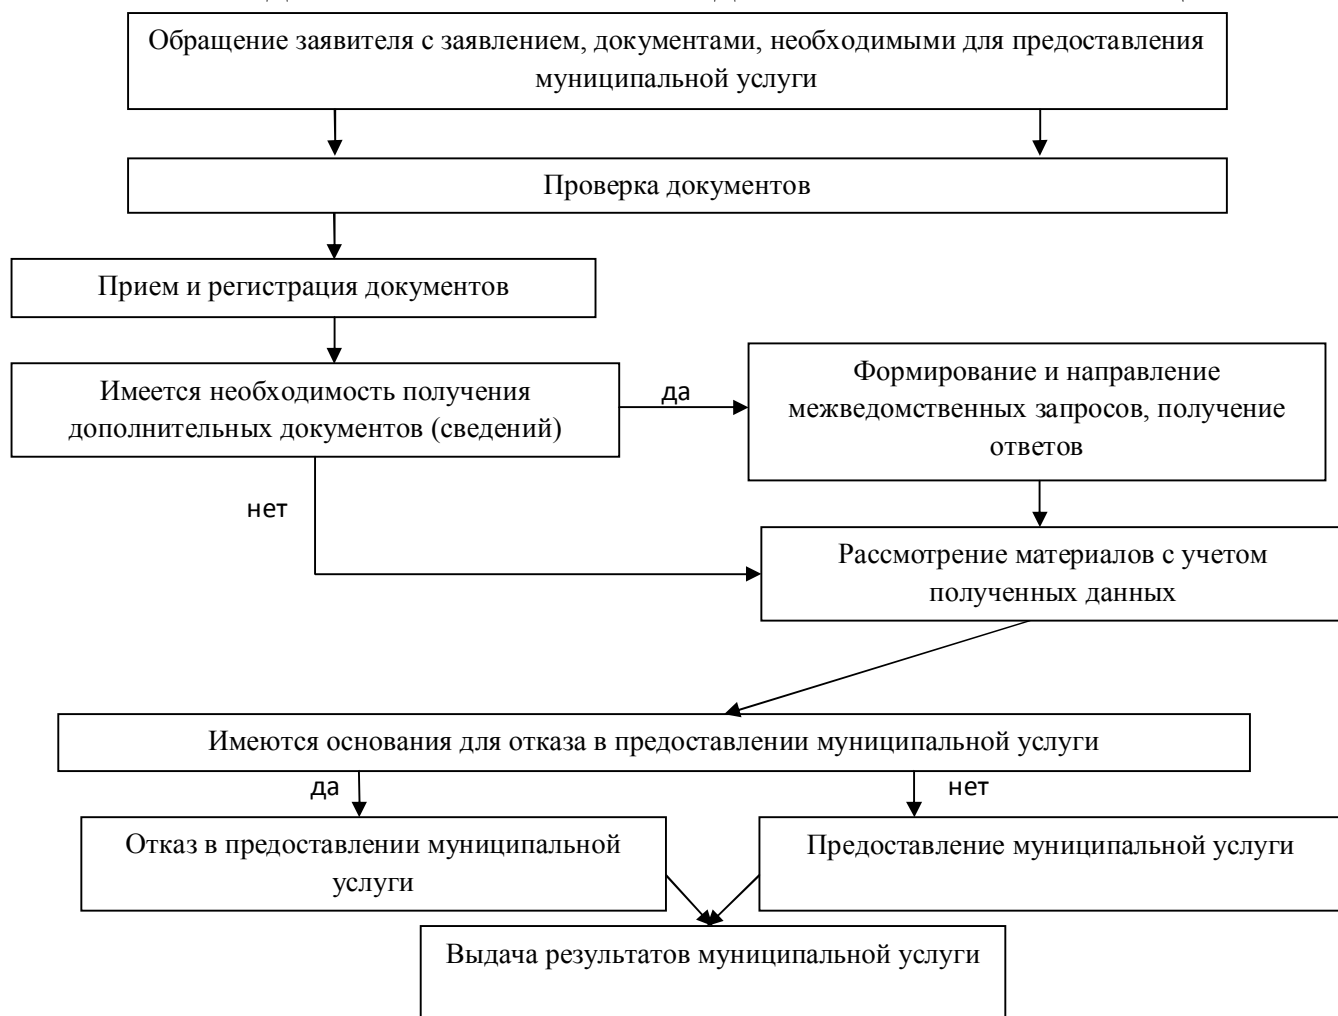 Обращение заявителя с заявлением, документами, необходимыми для предоставления
муниципальной услуги
Проверка документов
Прием и регистрация документов
Имеется необходимость получения
дополнительных документов (сведений)
да
Формирование и направление
межведомственных запросов, получение
ответов
нет
Рассмотрение материалов с учетом
полученных данных
Имеются основания для отказа в предоставлении муниципальной услуги
да
нет
Отказ в предоставлении муниципальной
услуги
Предоставление муниципальной услуги
Выдача результатов муниципальной услуги